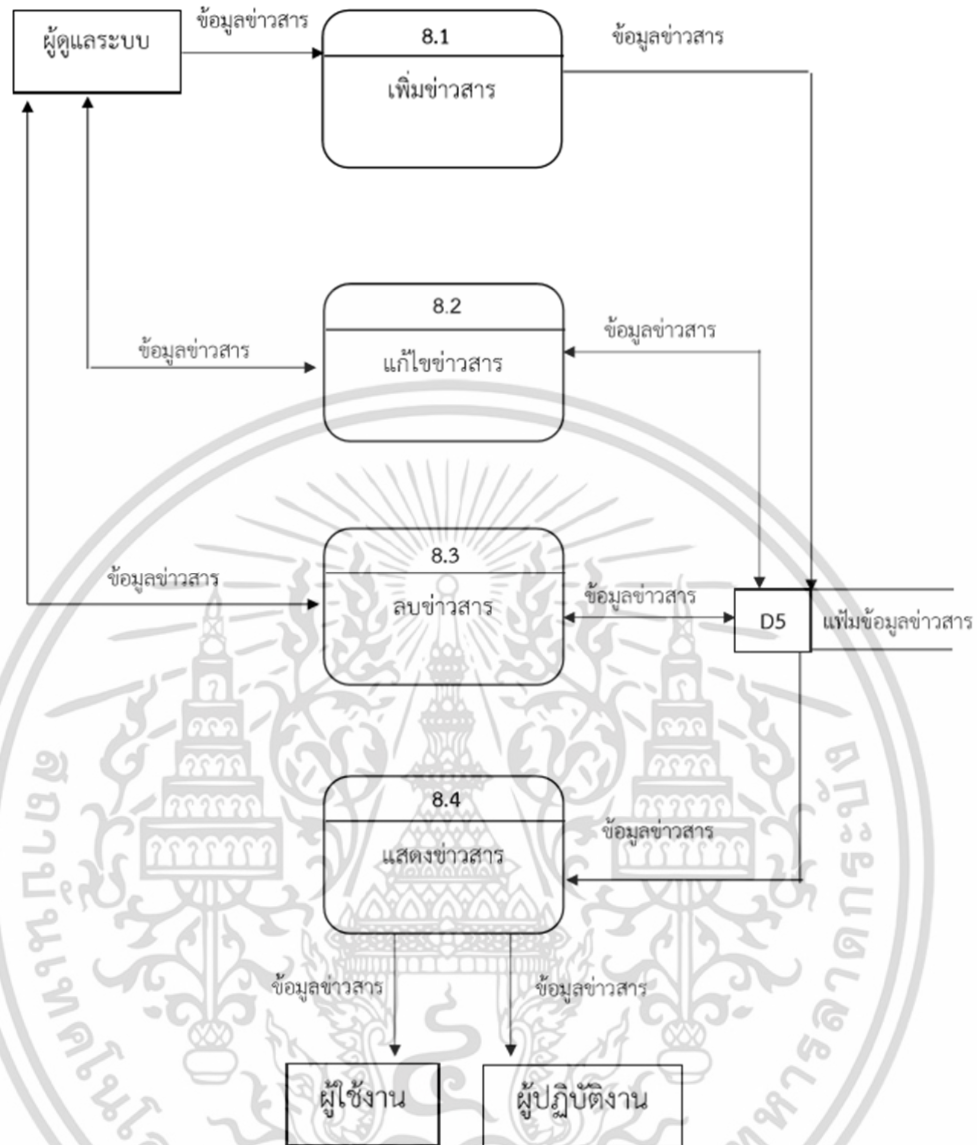 ผู้ดูแลระบบ
ข้อมูลข่าวสาร
8.1
เพิ่มข่าวสาร
ข้อมูลข่าวสาร
8.2
แก้ไขข่าวสาร
ข้อมูลข่าวสาร
ข้อมูลข่าวสาร
8.3
ลบข่าวสาร
ข้อมูลข่าวสาร
ข้อมูลข่าวสาร
D5
แฟ้มข้อมูลข่าวสาร
8.4
แสดงข่าวสาร
ข้อมูลข่าวสาร
ข้อมูลข่าวสาร
ข้อมูลข่าวสาร
ผู้ใช้งาน
ผู้ปฏิบัติงาน